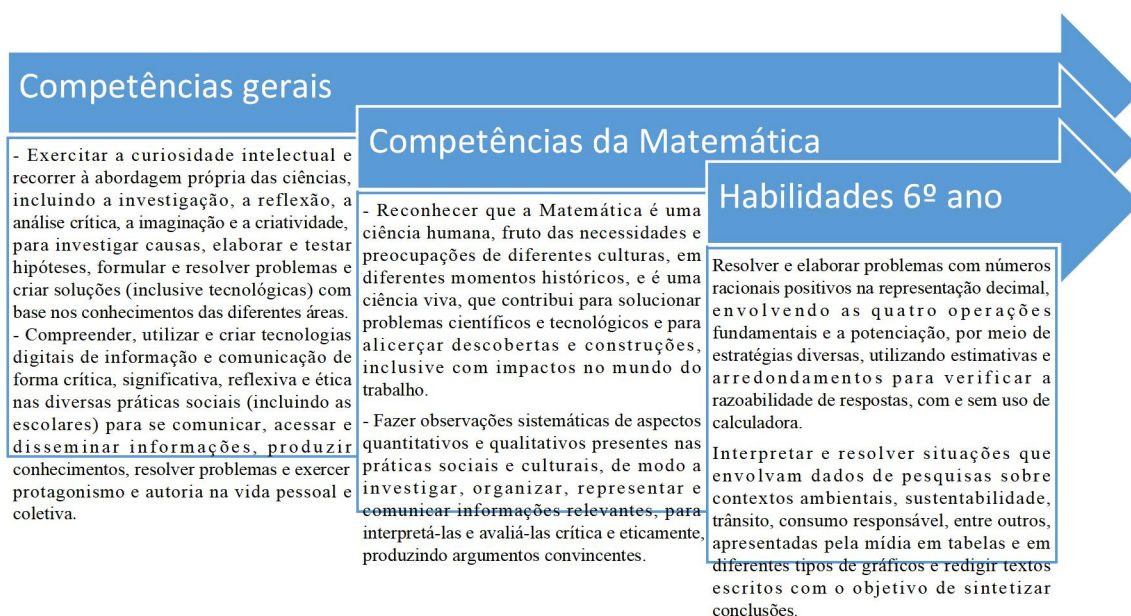 Competências gerais
- Exercitar a curiosidade intelectual e
recorrer à abordagem própria das ciências,
incluindo a investigação, a reflexão, a
análise crítica, a imaginação e a criatividade,
para investigar causas, elaborar e testar
hipóteses, formular e resolver problemas e
criar soluções (inclusive tecnológicas) com
base nos conhecimentos das diferentes áreas.
- Compreender, utilizar e criar tecnologias
digitais de informação e comunicação de
forma crítica, significativa, reflexiva e ética
nas diversas práticas sociais (incluindo as
escolares) para se comunicar, acessar e
disseminar informações, produzir
conhecimentos, resolver problemas e exercer
protagonismo e autoria na vida pessoal e
coletiva.
Competências da Matemática
- Reconhecer que a Matemática é uma
ciência humana, fruto das necessidades e
preocupações de diferentes culturas, em
diferentes momentos históricos, e é uma
ciência viva, que contribui para solucionar
problemas científicos e tecnológicos e para
alicerçar descobertas e construções,
inclusive com impactos no mundo do
trabalho.
- Fazer observações sistemáticas de aspectos
quantitativos e qualitativos presentes nas
práticas sociais e culturais, de modo a
investigar, organizar, representar e
comunicar informações relevantes, para
interpretá-las e avaliá-las crítica e eticamente,
produzindo argumentos convincentes.
Habilidades 6º ano
Resolver e elaborar problemas com números
racionais positivos na representação decimal,
envolvendo as quatro operações
fundamentais e a potenciação, por meio de
estratégias diversas, utilizando estimativas e
arredondamentos para verificar a
razoabilidade de respostas, com e sem uso de
calculadora.
Interpretar e resolver situações que
envolvam dados de pesquisas sobre
contextos ambientais, sustentabilidade,
trânsito, consumo responsável, entre outros,
apresentadas pela mídia em tabelas e em
diferentes tipos de gráficos e redigir textos
escritos com o objetivo de sintetizar
conclusões.